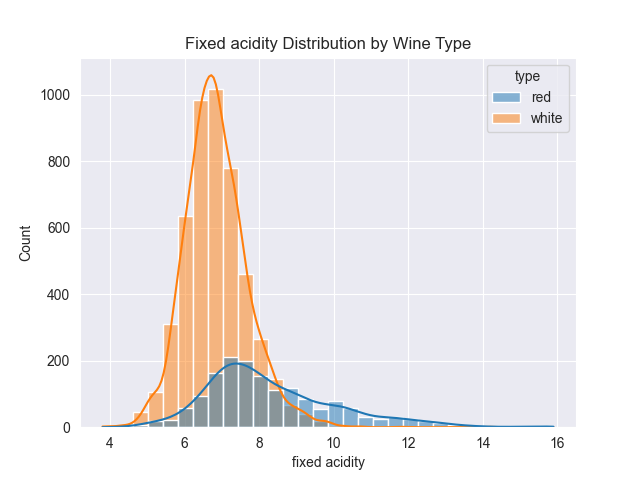 Fixed acidity Distribution by Wine Type
type
red
white
Count
1000
800
600
400
200
0
4 6 8 10 12 14 16
fixed acidity